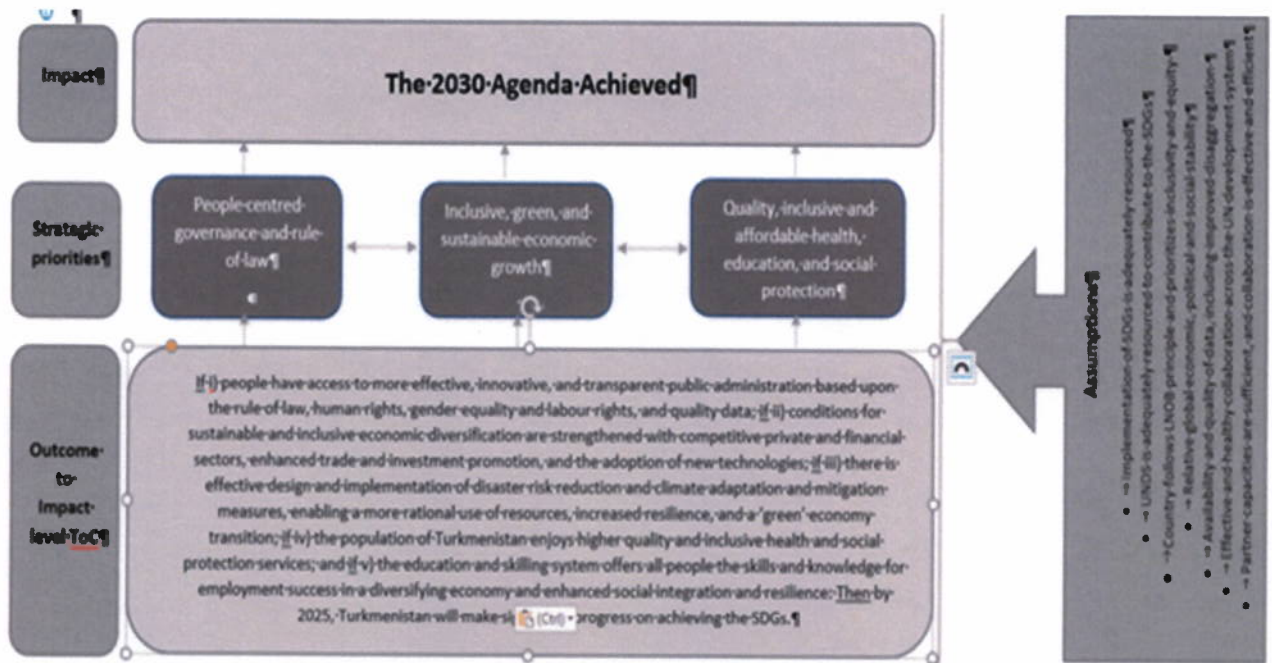 Impact¶
The·2030·Agenda·Achieved¶
Strategic·
priorities¶
People-centred·
governance·and·rule·
of·law¶
Inclusive,·green,·and·
sustainable·economic·
growth¶
Quality,·inclusive·and·
affordable·health,·
education,·and·social·
protection¶
Outcome·
to·
Impact·
level·ToC¶
If·i)·people·have·access·to·more·effective,·innovative,·and·transparent·public·administration·based·upon·
the·rule·of·law,·human·rights,·gender·equality·and·labour·rights,·and·quality·data;·if·ii)·conditions·for·
sustainable·and·inclusive·economic·diversification·are·strengthened·with·competitive·private·and·financial·
sectors,·enhanced·trade·and·investment·promotion,·and·the·adoption·of·new·technologies;·if·iii)·there·is·
effective·design·and·implementation·of·disaster·risk·reduction·and·climate·adaptation·and·mitigation·
measures,·enabling·a·more·rational·use·of·resources,·increased·resilience,·and·a·'green'·economy·
transition;·if·iv)·the·population·of·Turkmenistan·enjoys·higher·quality·and·inclusive·health·and·social·
protection·services;·and·if·v)·the·education·and·skilling·system·offers·all·people·the·skills·and·knowledge·for·
employment·success·in·a·diversifying·economy·and·enhanced·social·integration·and·resilience:·Then·by·
2025,·Turkmenistan·will·make·si (Ctrl) progress·on·achieving·the·SDGs.¶
Assumptions¶
• → Implementation·of·SDGs·is·adequately·resourced¶
• → UNDS·is·adequately·resourced·to·contribute·to·the·SDGs¶
• → Country·follows·LNOB·principle·and·prioritizes·inclusivity·and·equity·¶
• → Relative·global·economic,·political·and·social·stability¶
• → Availability·and·quality·of·data,·including·improved·disaggregation·¶
• → Effective·and·healthy·collaboration·across·the·UN·development·system¶
• → Partner·capacities·are·sufficient,·and·collaboration·is·effective·and·efficient¶